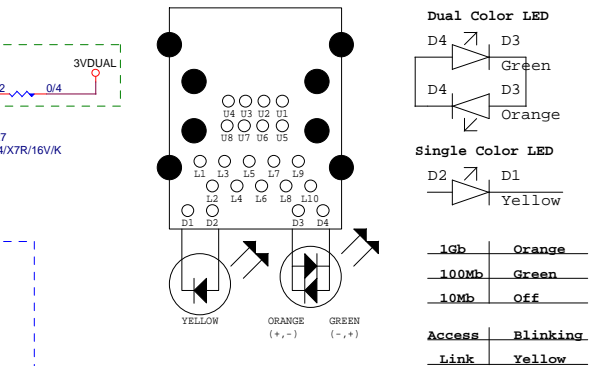 3VDUAL
2 0/4
7
4/X7R/16V/K
U4 U3 U2 U1
U8 U7 U6 U5
L1 L3 L5 L7 L9
L2 L4 L6 L8 L10
D1 D2 D3 D4
YELLOW
ORANGE GREEN
(+,-) (-,+)
Dual Color LED
D4 D3
Green
D4 D3
Orange
Single Color LED
D2 D1
Yellow
1Gb Orange
100Mb Green
10Mb Off
Access Blinking
Link Yellow